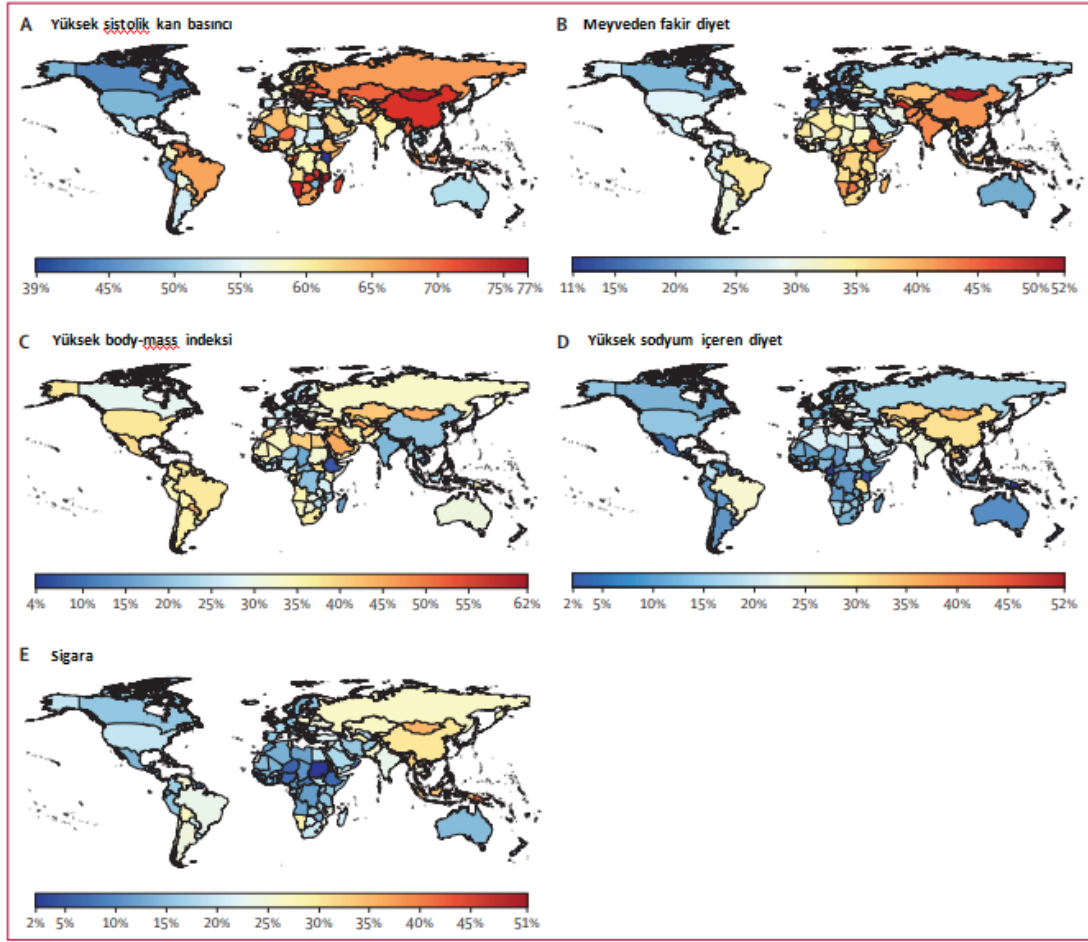 A Yüksek sistolik kan basıncı
B Meyveden fakir diyet
39% 45% 50% 55% 60% 65% 70% 75% 77%
11% 15% 20% 25% 30% 35% 40% 45% 50% 52%
C Yüksek body-mass indeksi
D Yüksek sodyum içeren diyet
4% 10% 15% 20% 25% 30% 35% 40% 45% 50% 55% 62%
2% 5% 10% 15% 20% 25% 30% 35% 40% 45% 52%
E Sigara
2% 5% 10% 15% 20% 25% 30% 35% 40% 45% 51%